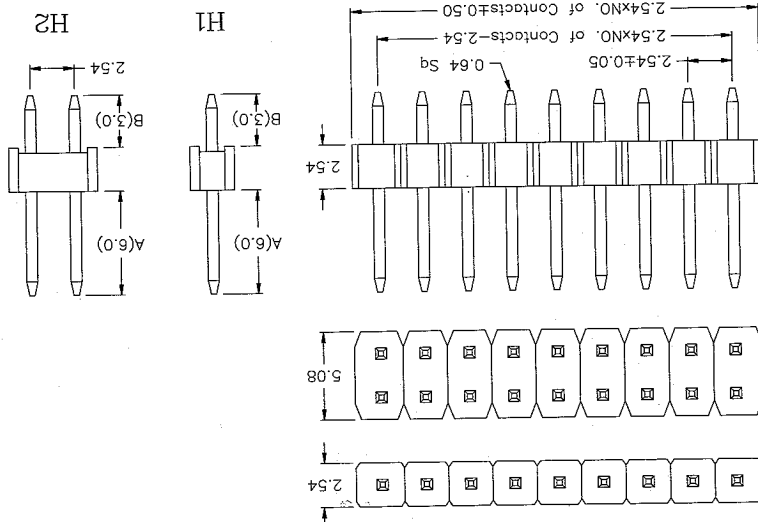 2.54
5.08
A(6.0)
A(6.0)
2.54
B(3.0)
B(3.0)
2.54±0.05
0.64 Sq
2.54
2.54xNO. of Contacts-2.54
H1
H2
2.54xNO. of Contacts±0.50